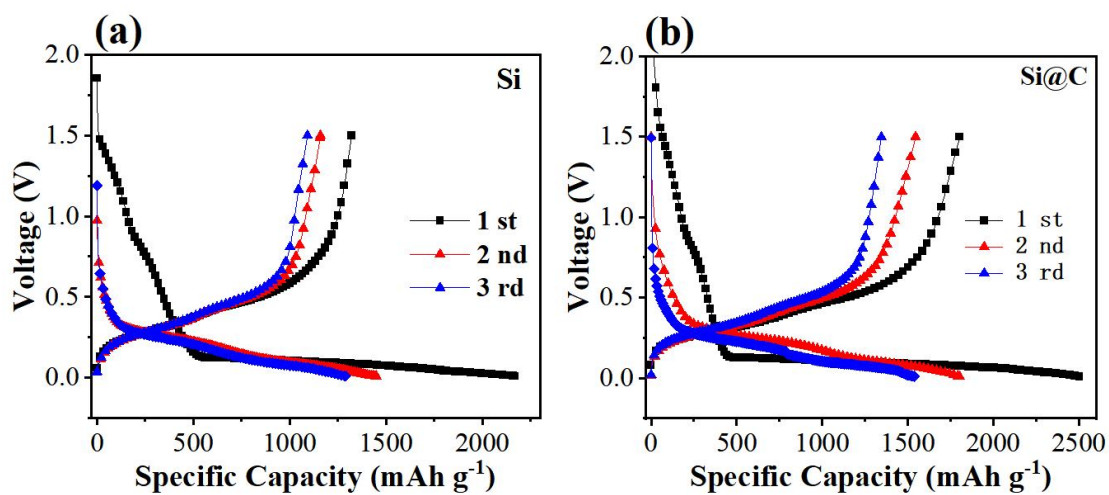 (a)
Si
2.0
1.5
1.0
0.5
0.0
Voltage (V)
1 st
2 nd
3 rd
0 500 1000 1500 2000
Specific Capacity (mAh g⁻¹)
(b)
Si@C
2.0
1.5
1.0
0.5
0.0
Voltage (V)
1 st
2 nd
3 rd
0 500 1000 1500 2000 2500
Specific Capacity (mAh g⁻¹)